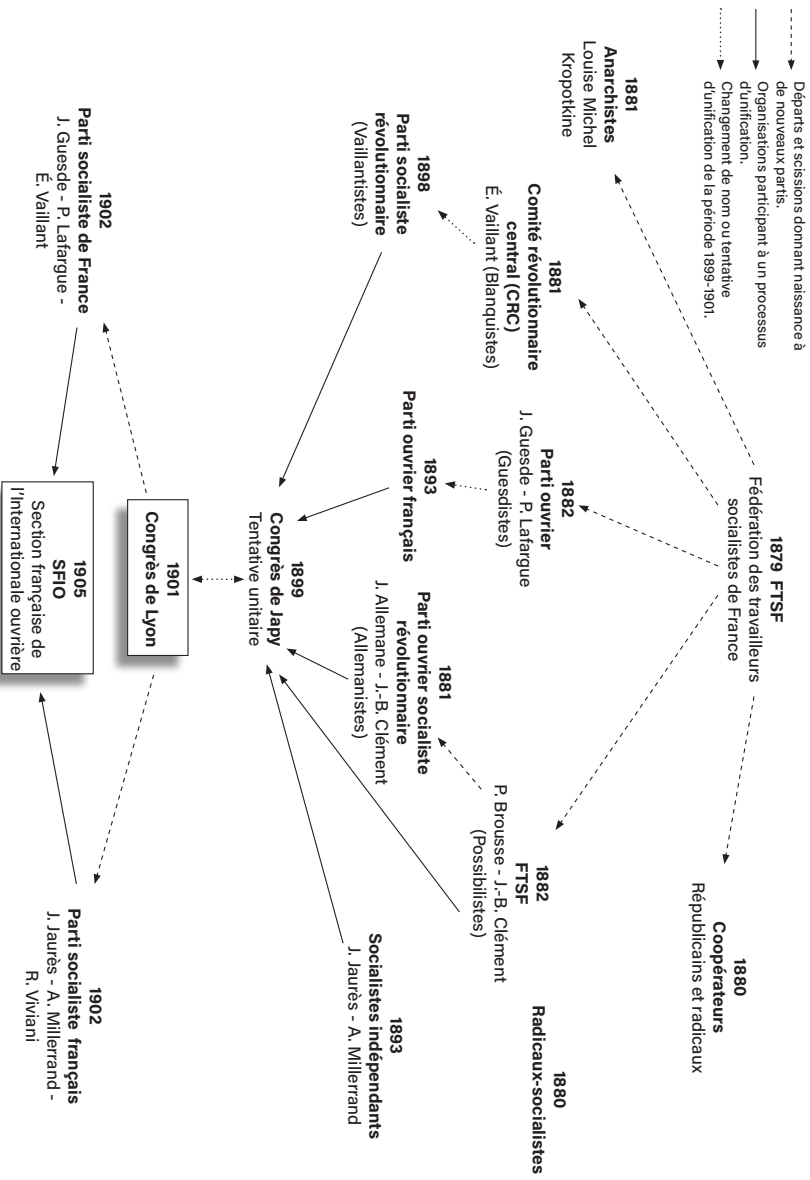 Départs et scissions donnant naissance à
de nouveaux partis.
Organisations participant à un processus
d'unification.
Changement de nom ou tentative
d'unification de la période 1899-1901.
1879 FTSF
Fédération des travailleurs
socialistes de France
1881
Anarchistes
Louise Michel
Kropotkine
1880
Coopérateurs
Républicains et radicaux
1881
Comité révolutionnaire
central (CRC)
É. Vaillant (Blanquistes)
1882
Parti ouvrier
J. Guesde - P. Lafargue
(Guesdistes)
1882
FTSF
P. Brousse - J.-B. Clément
(Possibilistes)
1880
Radicaux-socialistes
1898
Parti socialiste
révolutionnaire
(Vaillantistes)
1893
Parti ouvrier français
1881
Parti ouvrier socialiste
révolutionnaire
J. Allemane - J.-B. Clément
(Allemanistes)
1893
Socialistes indépendants
J. Jaurès - A. Millerrand
1899
Congrès de Japy
Tentative unitaire
1901
Congrès de Lyon
1902
Parti socialiste de France
J. Guesde - P. Lafargue -
É. Vaillant
1905
SFIO
Section française de
l'Internationale ouvrière
1902
Parti socialiste français
J. Jaurès - A. Millerrand -
R. Viviani